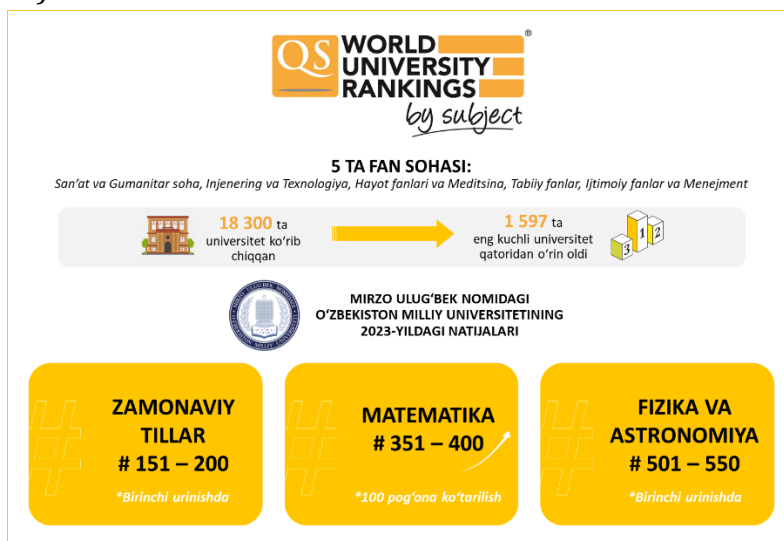 QS WORLD
UNIVERSITY
RANKINGS
by subject
5 TA FAN SOHASI:
San'at va Gumanitar soha, Injenering va Texnologiya, Hayot fanlari va Meditsina, Tabiiy fanlar, Ijtimoiy fanlar va Menejment
18 300 ta
universitet ko'rib
chiqqan
1 597 ta
eng kuchli universitet
qatoridan o'rin oldi
3 1 2
MIRZO ULUG'BEK NOMIDAGI
O'ZBEKISTON MILLIY UNIVERSITETINING
2023-YILDAGI NATIJALARI
#
ZAMONAVIY
TILLAR
# 151 – 200
*Birinchi urinishda
#
MATEMATIKA
# 351 – 400
*100 pog'ona ko'tarilish
#
FIZIKA VA
ASTRONOMIYA
# 501 – 550
*Birinchi urinishda